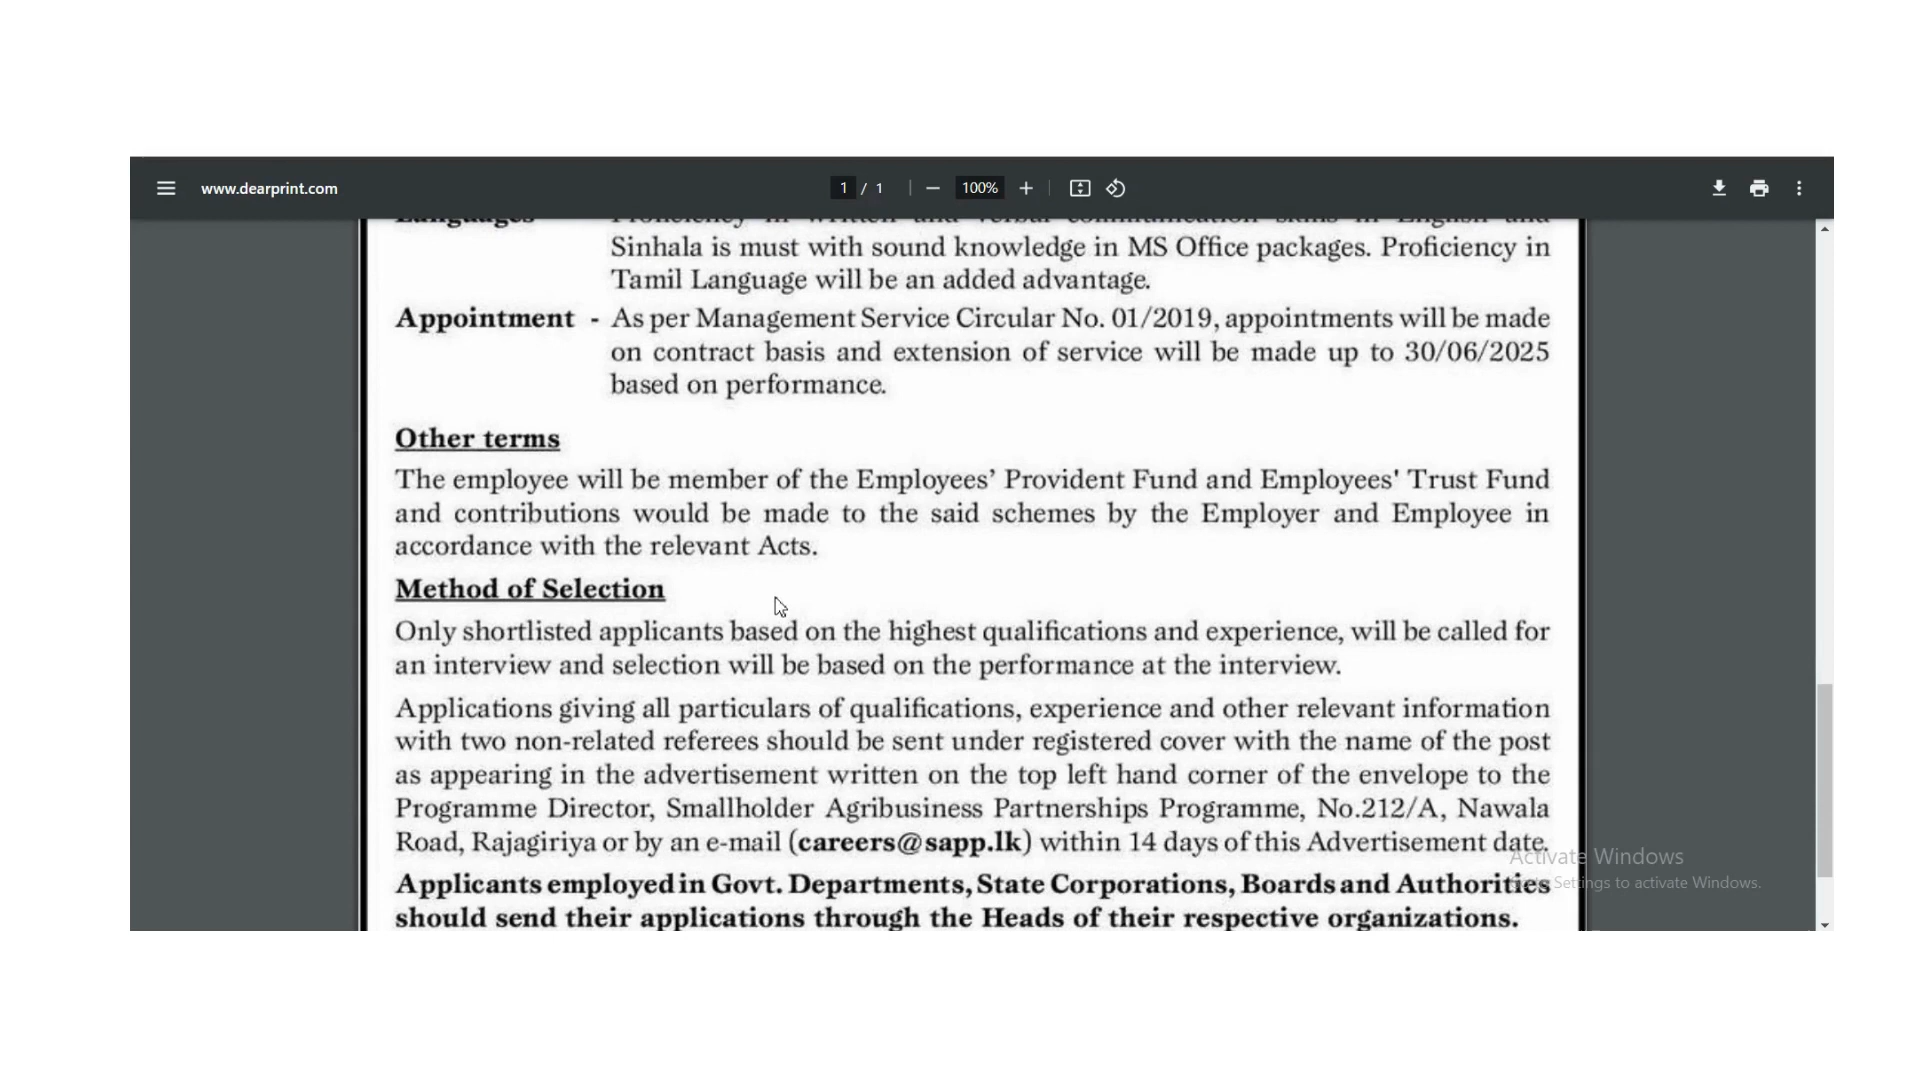 www.dearprint.com
1 / 1
100%
Languages Proficiency in written and verbal communication skills in English and
Sinhala is must with sound knowledge in MS Office packages. Proficiency in
Tamil Language will be an added advantage.
Appointment - As per Management Service Circular No. 01/2019, appointments will be made
on contract basis and extension of service will be made up to 30/06/2025
based on performance.
Other terms
The employee will be member of the Employees’ Provident Fund and Employees' Trust Fund
and contributions would be made to the said schemes by the Employer and Employee in
accordance with the relevant Acts.
Method of Selection
Only shortlisted applicants based on the highest qualifications and experience, will be called for
an interview and selection will be based on the performance at the interview.
Applications giving all particulars of qualifications, experience and other relevant information
with two non-related referees should be sent under registered cover with the name of the post
as appearing in the advertisement written on the top left hand corner of the envelope to the
Programme Director, Smallholder Agribusiness Partnerships Programme, No.212/A, Nawala
Road, Rajagiriya or by an e-mail (careers@sapp.lk) within 14 days of this Advertisement date.
Activate Windows
Applicants employed in Govt. Departments, State Corporations, Boards and Authorities
Settings to activate Windows.
should send their applications through the Heads of their respective organizations.